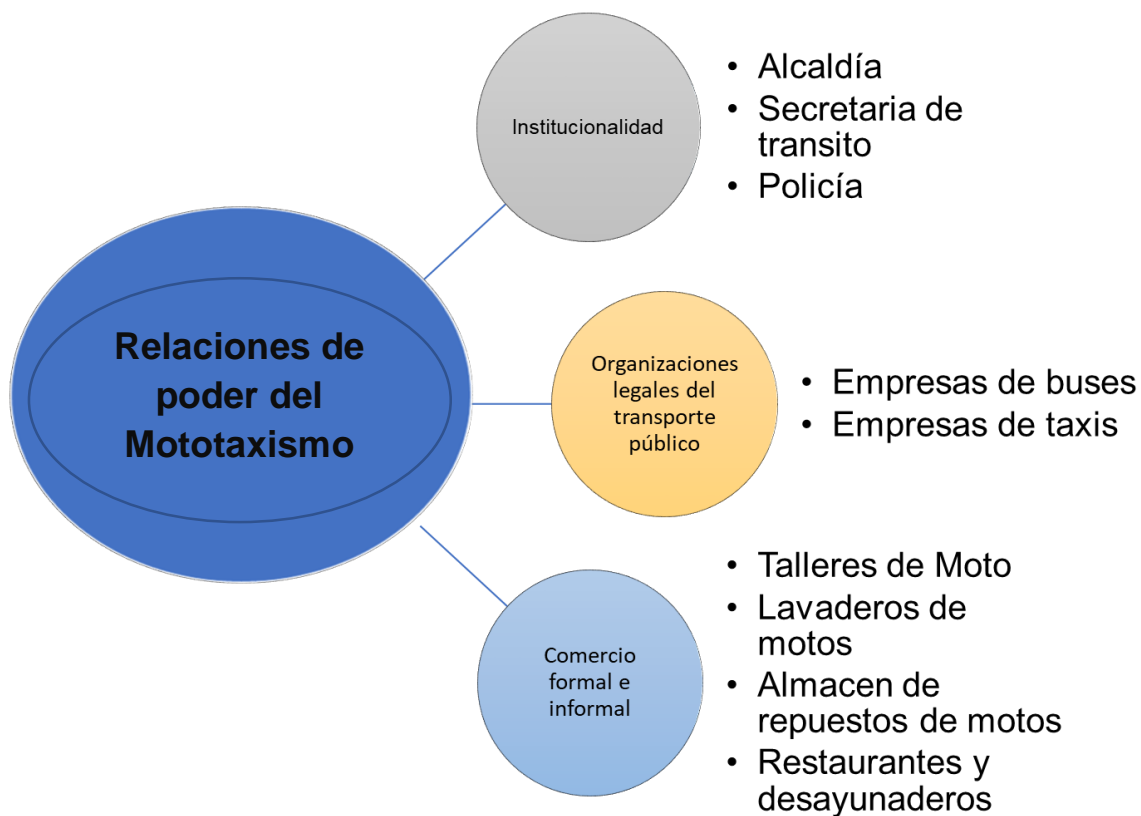 Relaciones de
poder del
Mototaxismo
Institucionalidad
• Alcaldía
• Secretaria de
transito
• Policía
Organizaciones
legales del
transporte
público
• Empresas de buses
• Empresas de taxis
Comercio
formal e
informal
• Talleres de Moto
• Lavaderos de
motos
• Almacen de
repuestos de motos
• Restaurantes y
desayunaderos